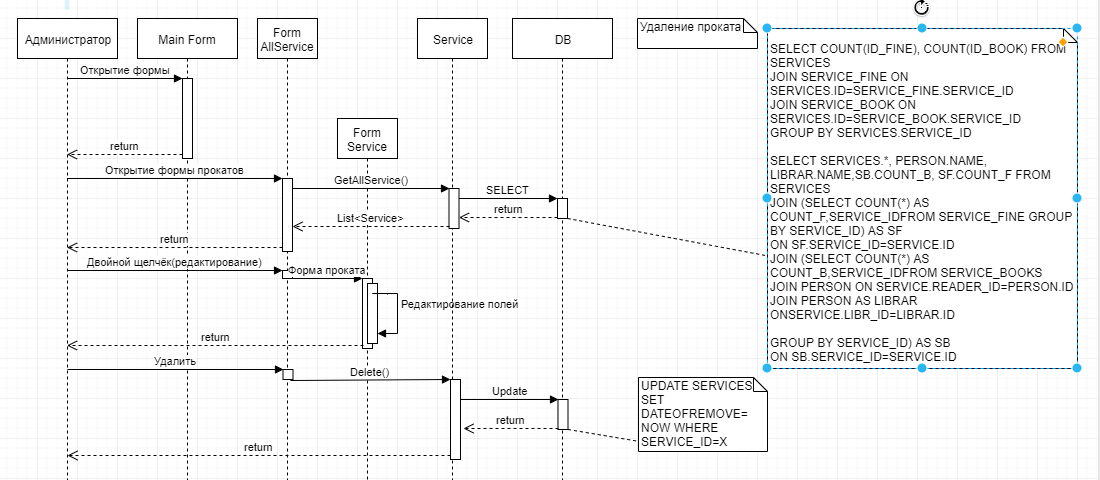 Администратор
Main Form
Form
AllService
Service
DB
Удаление проката
Открытие формы
return
Form
Service
Открытие формы прокатов
GetAllService()
SELECT
return
List<Service>
return
Двойной щелчёк(редактирование)
Форма проката
Редактирование полей
return
Удалить
Delete()
Update
return
return
SELECT COUNT(ID_FINE), COUNT(ID_BOOK) FROM
SERVICES
JOIN SERVICE_FINE ON
SERVICES.ID=SERVICE_FINE.SERVICE_ID
JOIN SERVICE_BOOK ON
SERVICES.ID=SERVICE_BOOK.SERVICE_ID
GROUP BY SERVICES.SERVICE_ID
SELECT SERVICES.*, PERSON.NAME,
LIBRAR.NAME,SB.COUNT_B, SF.COUNT_F FROM
SERVICES
JOIN (SELECT COUNT(*) AS
COUNT_F,SERVICE_IDFROM SERVICE_FINE GROUP
BY SERVICE_ID) AS SF
ON SF.SERVICE_ID=SERVICE.ID
JOIN (SELECT COUNT(*) AS
COUNT_B,SERVICE_IDFROM SERVICE_BOOKS
JOIN PERSON ON SERVICE.READER_ID=PERSON.ID
JOIN PERSON AS LIBRAR
ONSERVICE.LIBR_ID=LIBRAR.ID
GROUP BY SERVICE_ID) AS SB
ON SB.SERVICE_ID=SERVICE.ID
UPDATE SERVICES
SET
DATEOFREMOVE=
NOW WHERE
SERVICE_ID=X